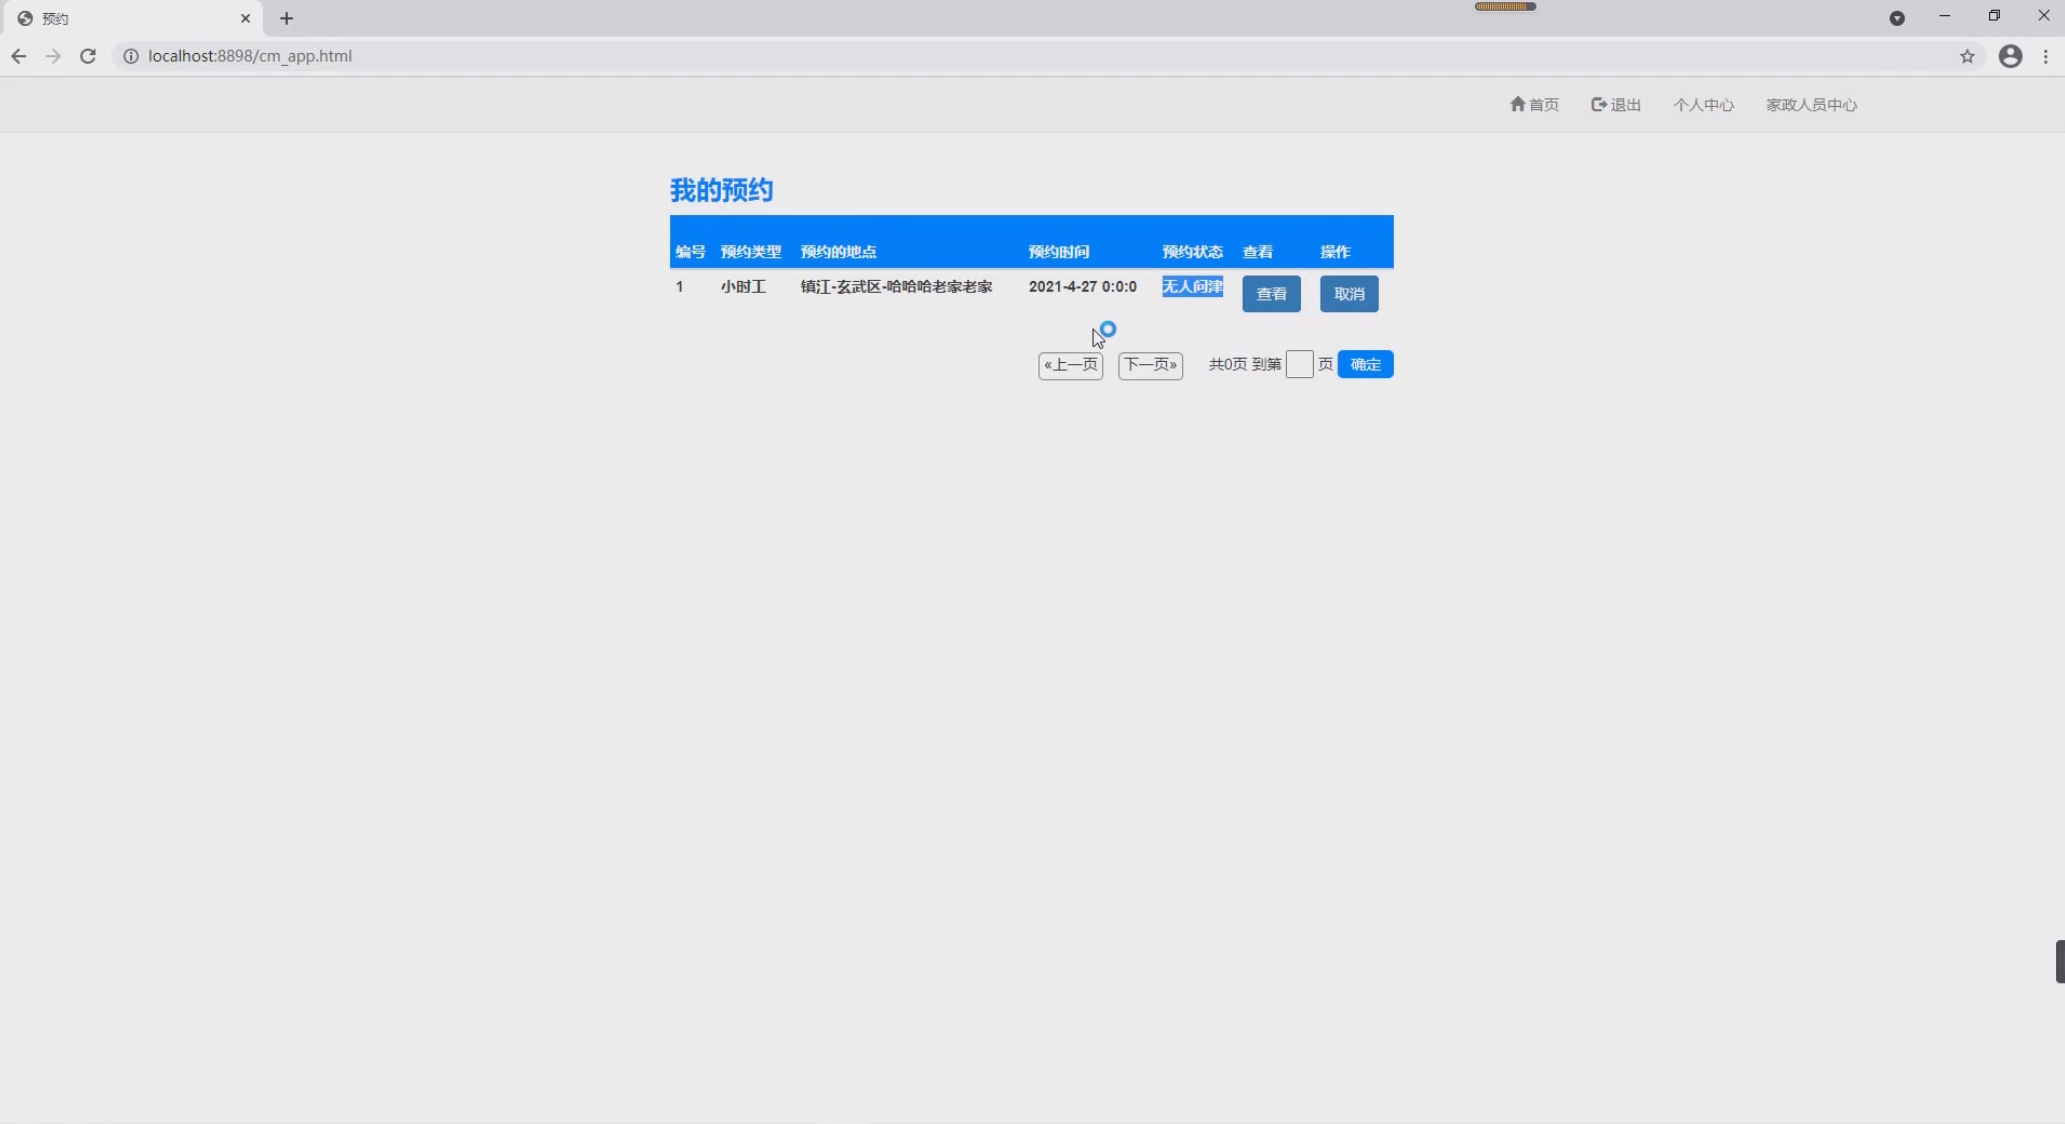 预约
localhost:8898/cm_app.html
首页 退出 个人中心 家政人员中心
我的预约
编号 预约类型 预约的地点 预约时间 预约状态 查看 操作
1 小时工 镇江-玄武区-哈哈哈老家老家 2021-4-27 0:0:0 无人问津 查看 取消
«上一页 下一页» 共0页 到第 页 确定